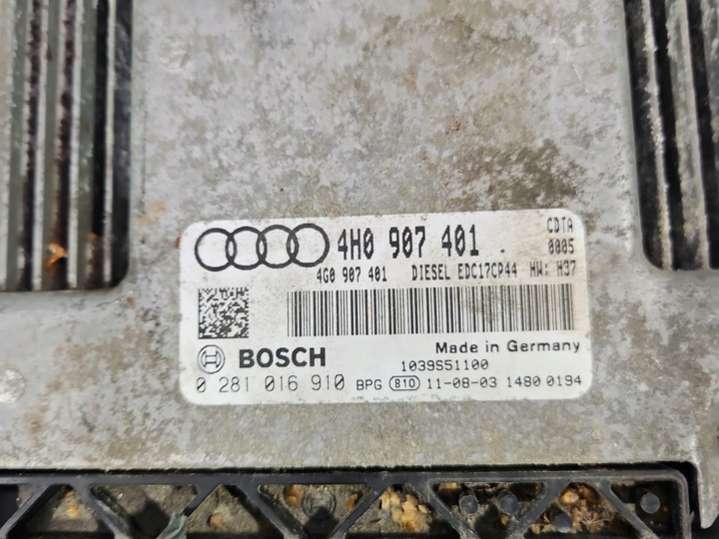 4H0 907 401 CDTA
0005
4G0 907 401 DIESEL EDC17CP44 HW: H37
BOSCH Made in Germany
1039S51100
0 281 016 910 BPG 810 11-08-03 1480 0194